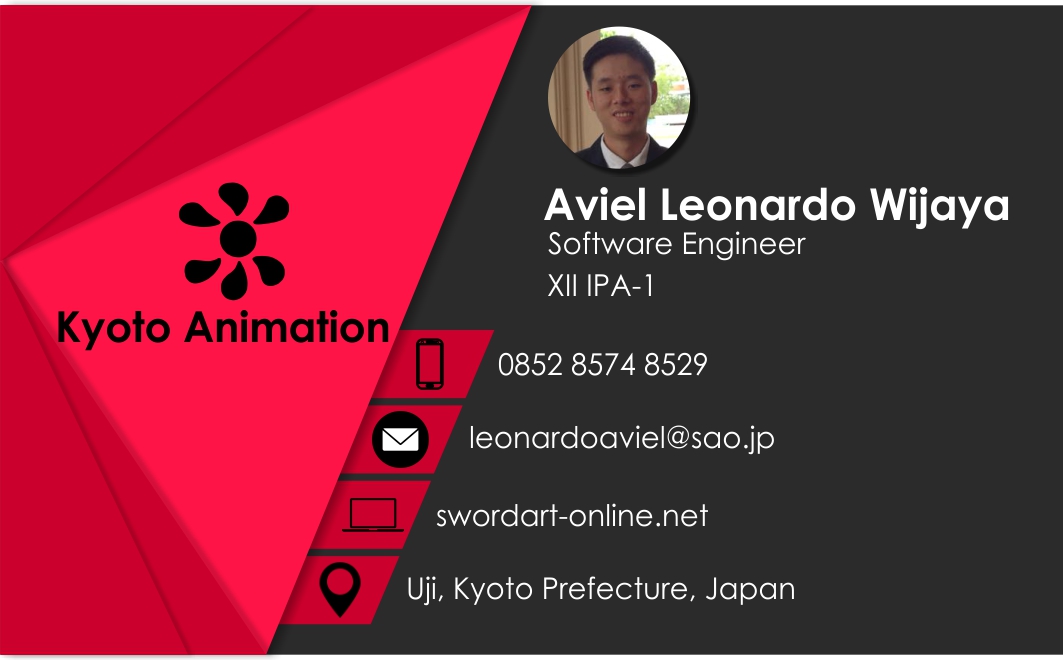 Kyoto Animation
Aviel Leonardo Wijaya
Software Engineer
XII IPA-1
0852 8574 8529
leonardoaviel@sao.jp
swordart-online.net
Uji, Kyoto Prefecture, Japan